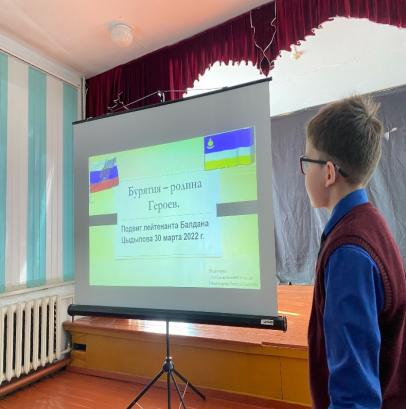 Бурятия – родина
Героев.
Подвиг лейтенанта Балдана
Цыдыпова 30 марта 2022 г.